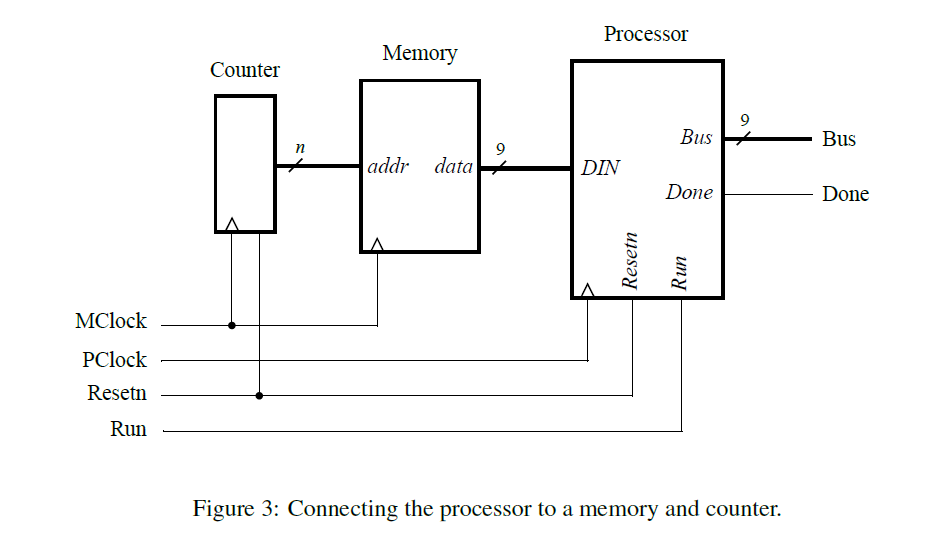 Processor
Memory
Counter
n
9
9
addr
data
DIN
Bus
Bus
Done
Done
Resetn
Run
MClock
PClock
Resetn
Run
Figure 3: Connecting the processor to a memory and counter.